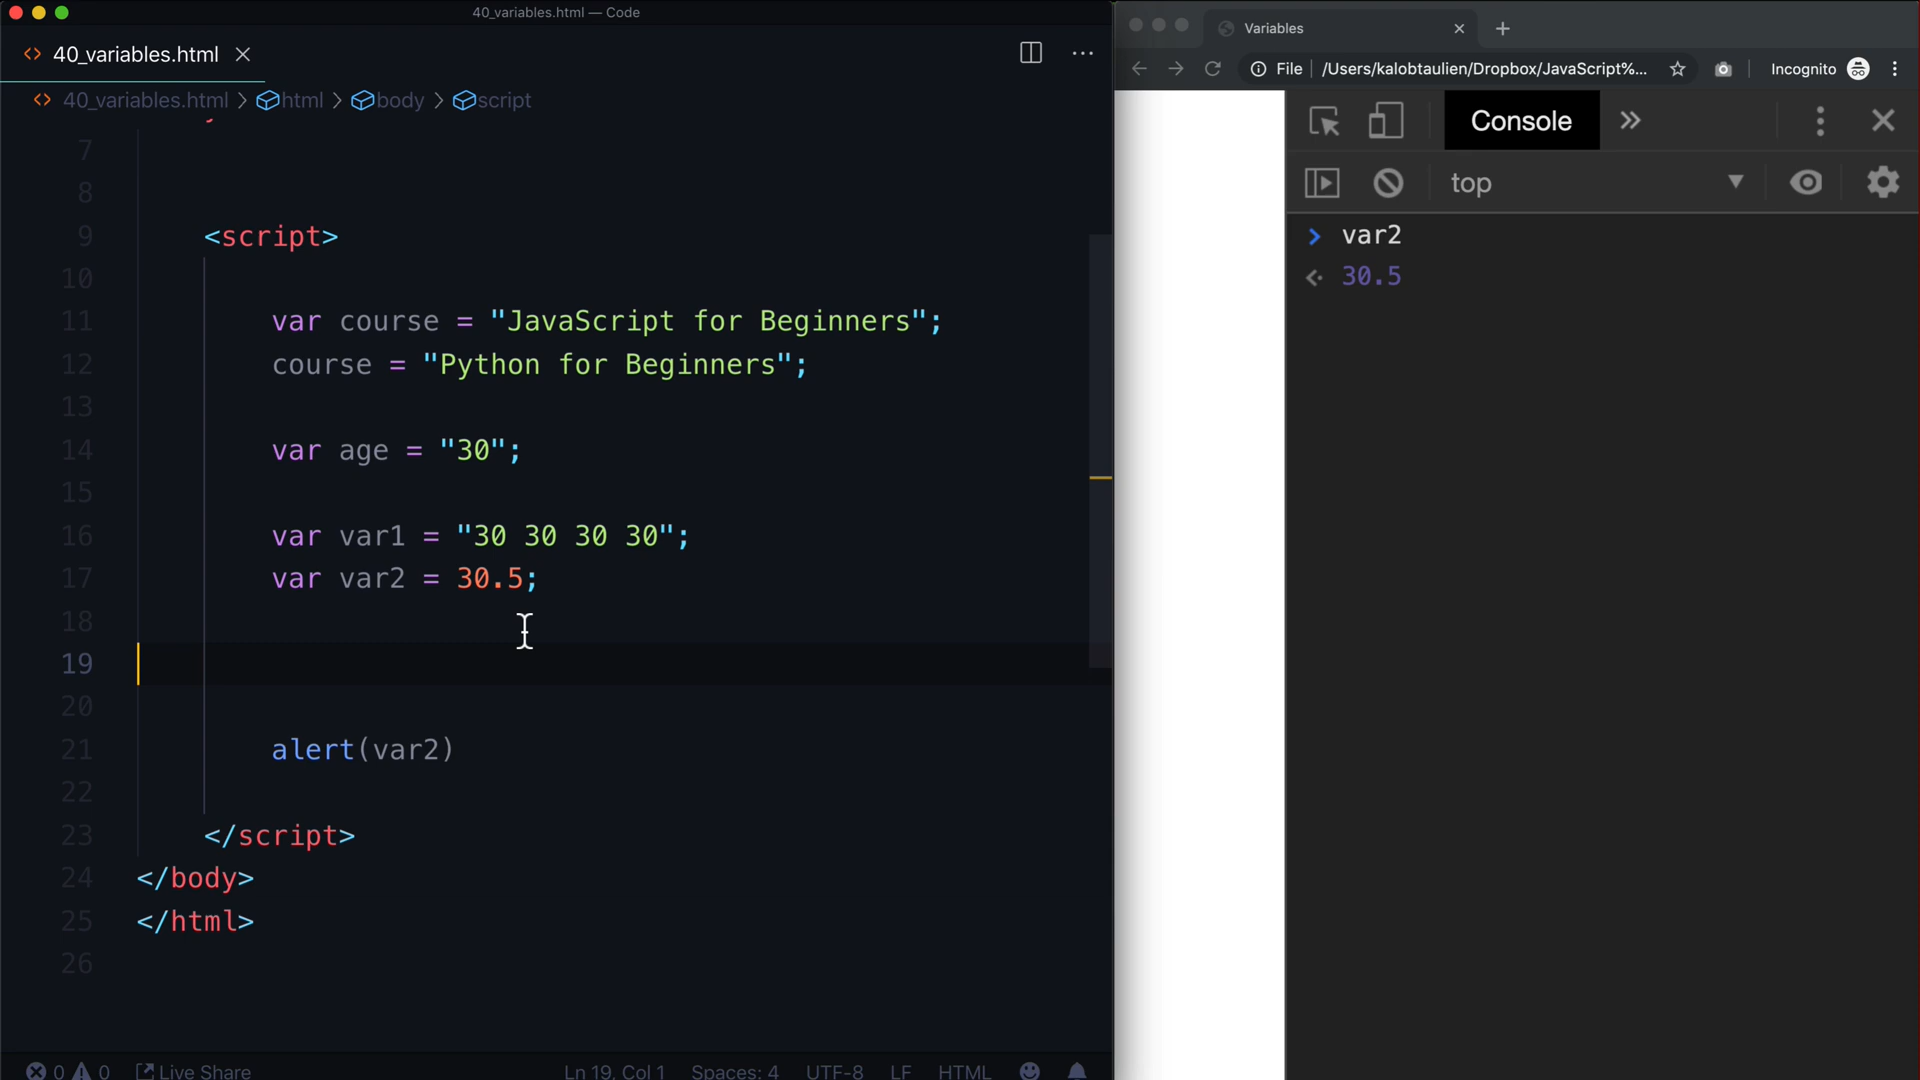 40_variables.html — Code
40_variables.html
40_variables.html > html > body > script
7
8
9 <script>
10
11 var course = "JavaScript for Beginners";
12 course = "Python for Beginners";
13
14 var age = "30";
15
16 var var1 = "30 30 30 30";
17 var var2 = 30.5;
18
19
20
21 alert(var2)
22
23 </script>
24 </body>
25 </html>
26
0 0 Live Share Ln 19, Col 1 Spaces: 4 UTF-8 LF HTML
Variables
File /Users/kalobtaulien/Dropbox/JavaScript%... Incognito
Console
top
> var2
30.5